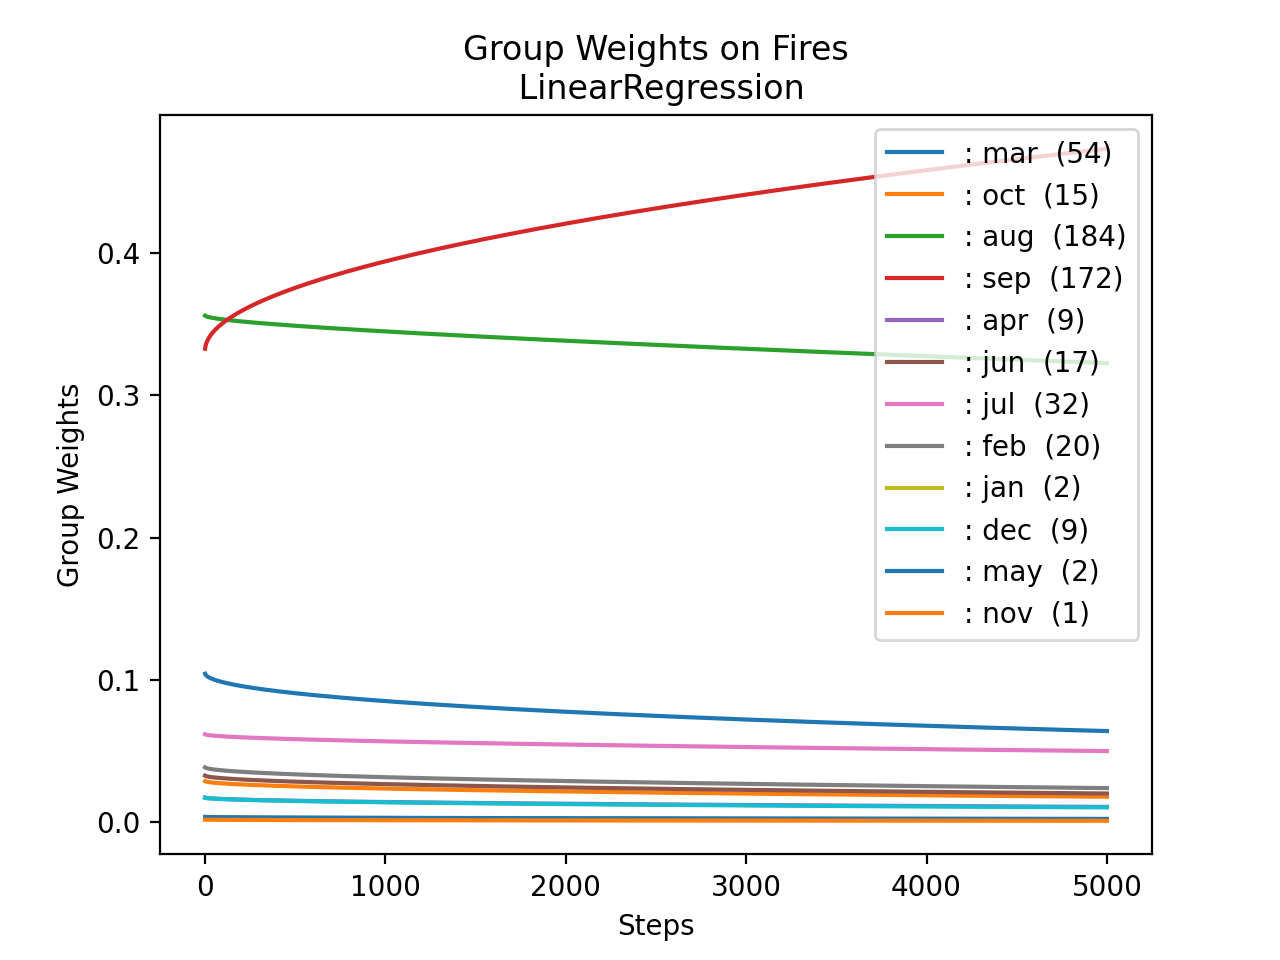 Group Weights on Fires
LinearRegression
Group Weights
0.4
0.3
0.2
0.1
0.0
: mar (54)
: oct (15)
: aug (184)
: sep (172)
: apr (9)
: jun (17)
: jul (32)
: feb (20)
: jan (2)
: dec (9)
: may (2)
: nov (1)
0 1000 2000 3000 4000 5000
Steps